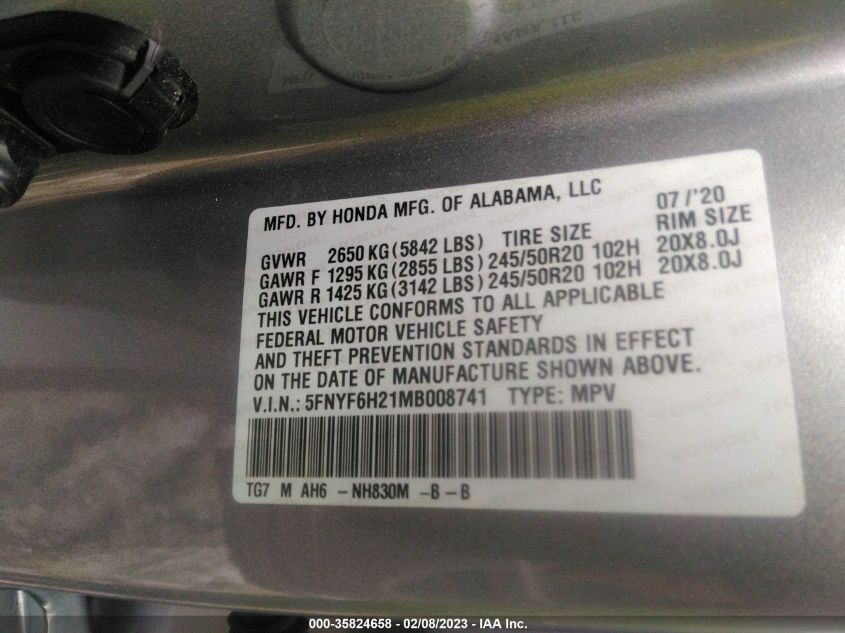 MFD. BY HONDA MFG. OF ALABAMA, LLC 07/'20
GVWR 2650 KG (5842 LBS) TIRE SIZE RIM SIZE
GAWR F 1295 KG (2855 LBS) 245/50R20 102H 20X8.0J
GAWR R 1425 KG (3142 LBS) 245/50R20 102H 20X8.0J
THIS VEHICLE CONFORMS TO ALL APPLICABLE
FEDERAL MOTOR VEHICLE SAFETY
AND THEFT PREVENTION STANDARDS IN EFFECT
ON THE DATE OF MANUFACTURE SHOWN ABOVE.
V.I.N.: 5FNYF6H21MB008741 TYPE: MPV
TG7 M AH6 -NH830M -B-B
000-35824658 - 02/08/2023 - IAA Inc.